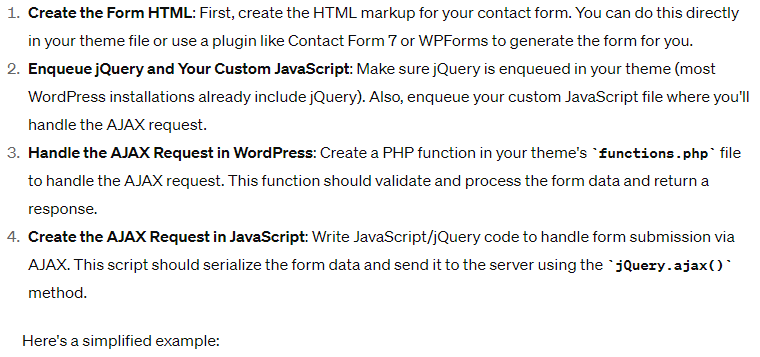 1. Create the Form HTML: First, create the HTML markup for your contact form. You can do this directly
in your theme file or use a plugin like Contact Form 7 or WPForms to generate the form for you.
2. Enqueue jQuery and Your Custom JavaScript: Make sure jQuery is enqueued in your theme (most
WordPress installations already include jQuery). Also, enqueue your custom JavaScript file where you'll
handle the AJAX request.
3. Handle the AJAX Request in WordPress: Create a PHP function in your theme's `functions.php` file
to handle the AJAX request. This function should validate and process the form data and return a
response.
4. Create the AJAX Request in JavaScript: Write JavaScript/jQuery code to handle form submission via
AJAX. This script should serialize the form data and send it to the server using the `jQuery.ajax()`
method.
Here's a simplified example: